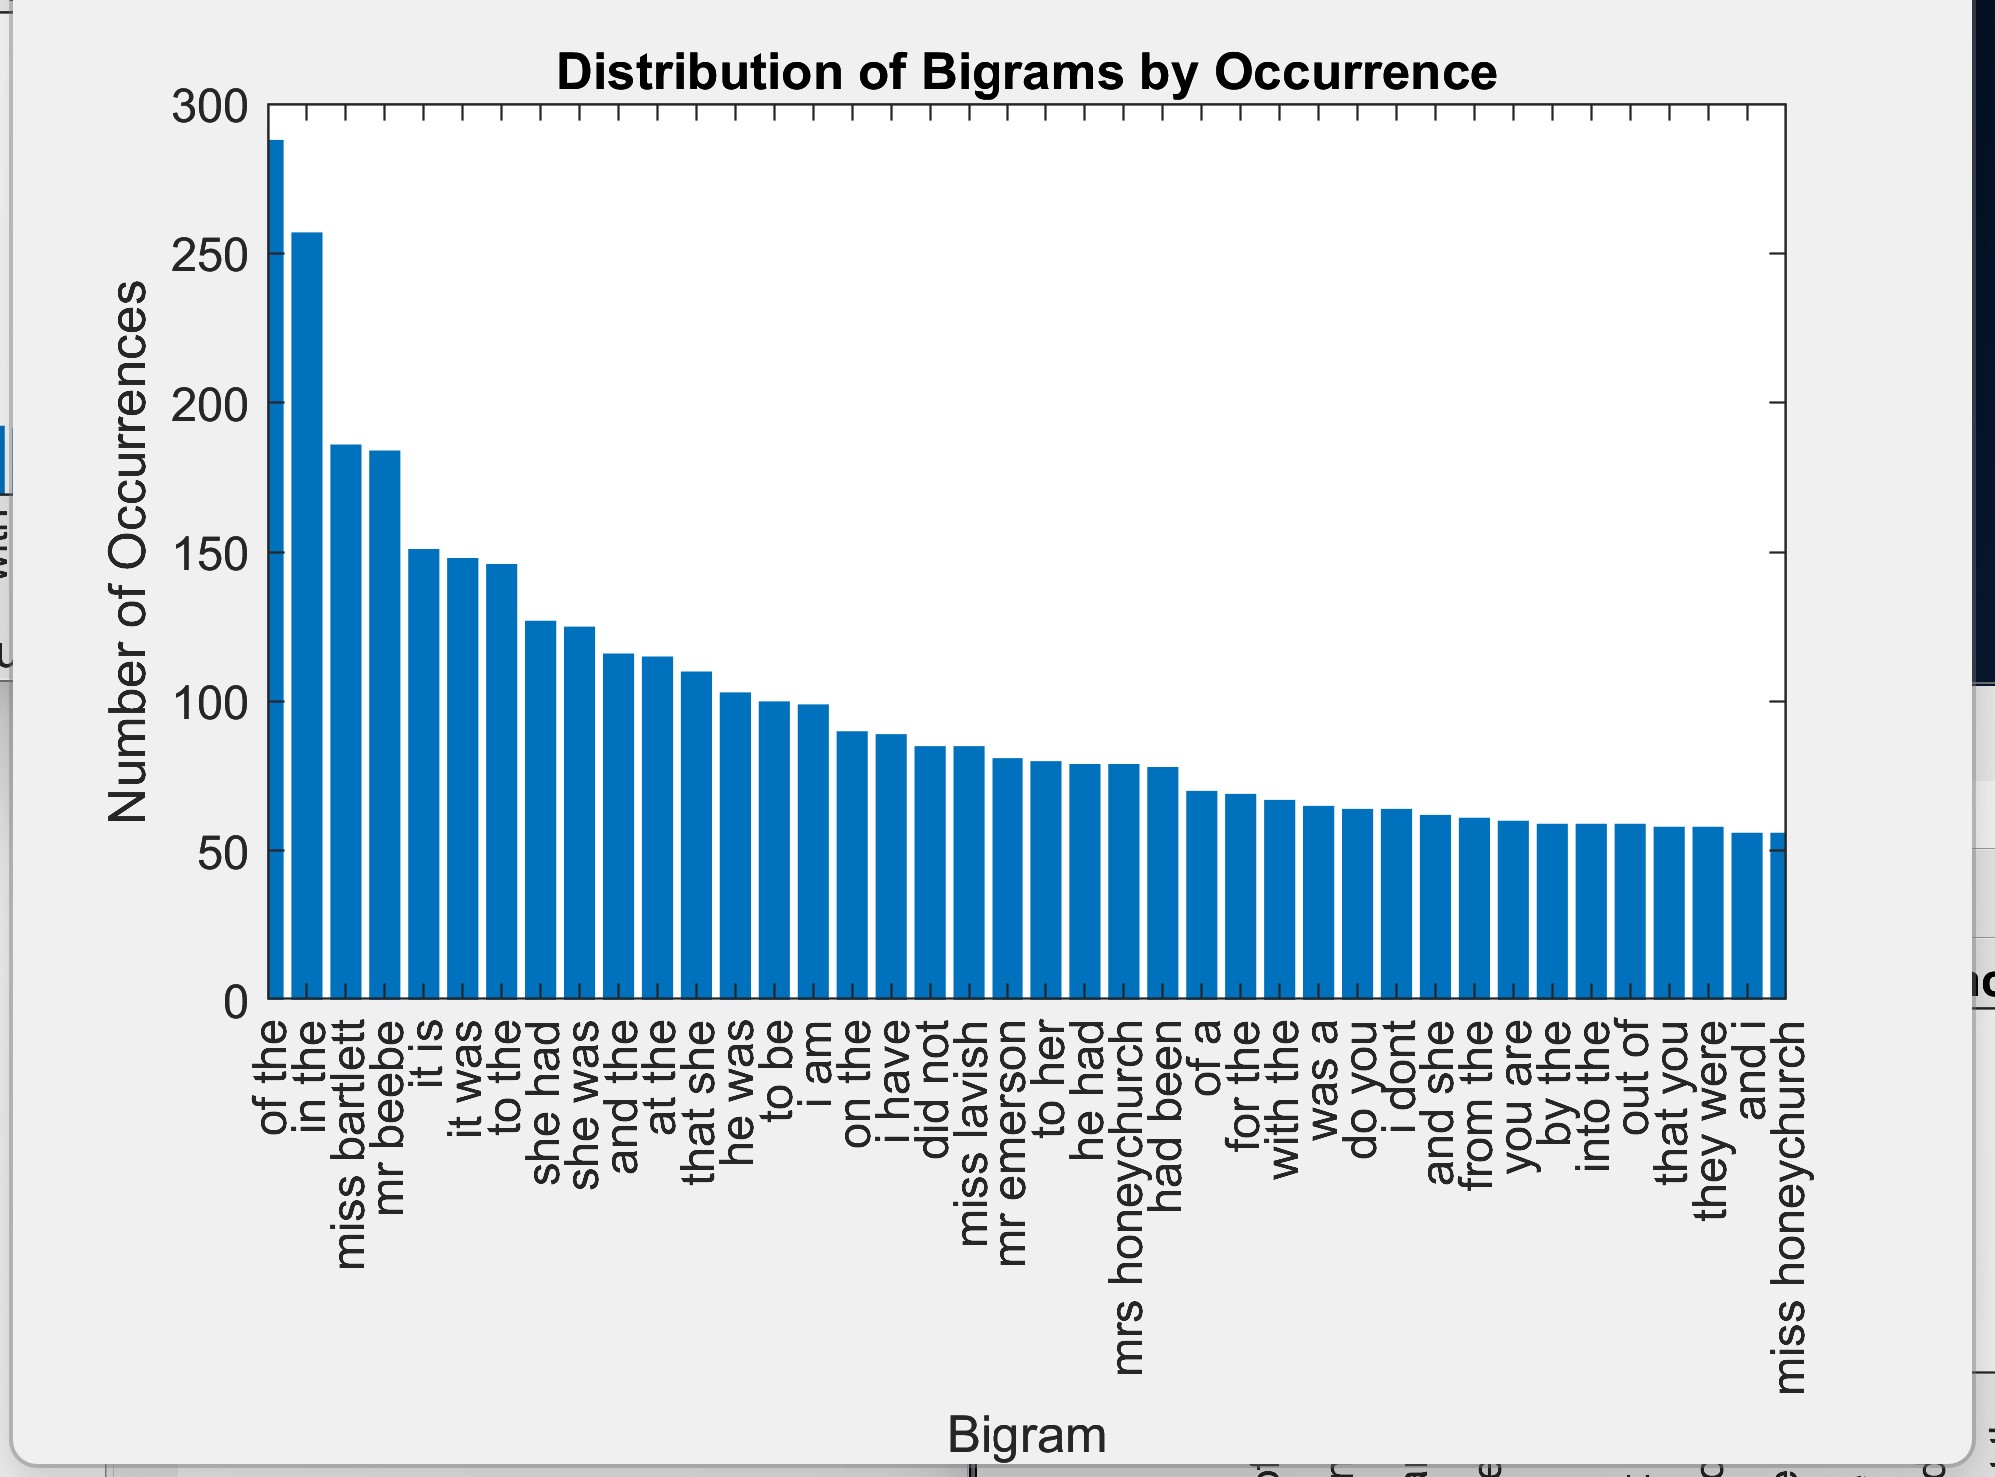 Distribution of Bigrams by Occurrence
Number of Occurrences
300
250
200
150
100
50
0
of the
in the
miss bartlett
mr beebe
it is
it was
to the
she had
she was
and the
at the
that she
he was
to be
i am
on the
i have
did not
miss lavish
mr emerson
to her
he had
mrs honeychurch
had been
of a
for the
with the
was a
do you
i dont
and she
from the
you are
by the
into the
out of
that you
they were
and i
miss honeychurch
Bigram